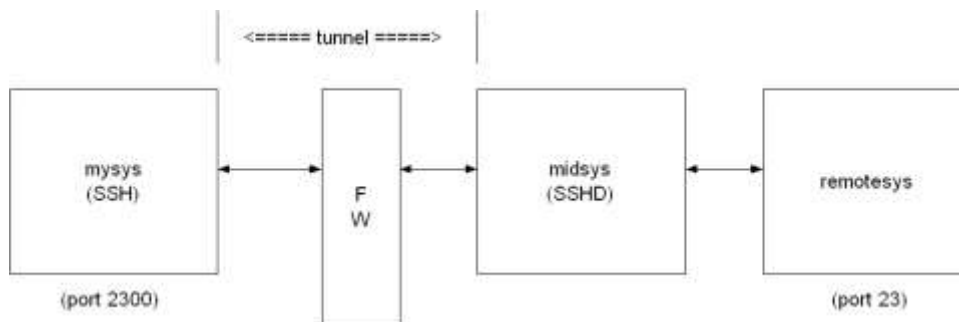 <===== tunnel =====>
mysys
(SSH)
F
W
midsys
(SSHD)
remotesys
(port 2300)
(port 23)